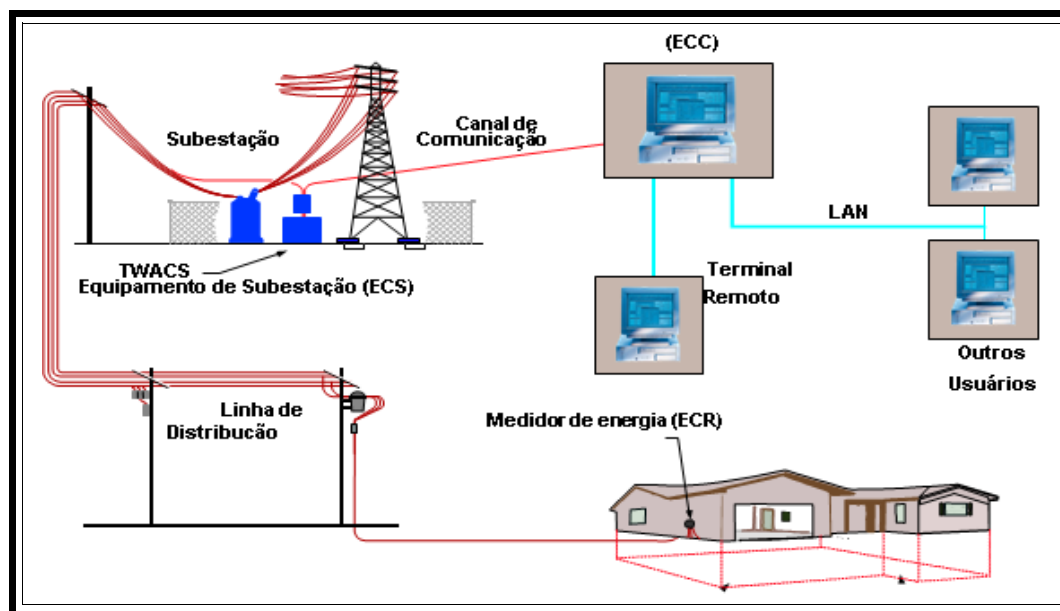 (ECC)
Subestação
Canal de
Comunicação
LAN
TWACS
Equipamento de Subestação (ECS)
Terminal
Remoto
Outros
Usuários
Linha de
Distribucão
Medidor de energia (ECR)